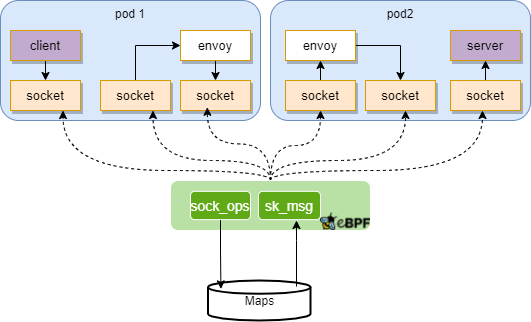 pod 1
pod2
client
envoy
envoy
server
socket
socket
socket
socket
socket
socket
sock_ops
sk_msg
eBPF
Maps